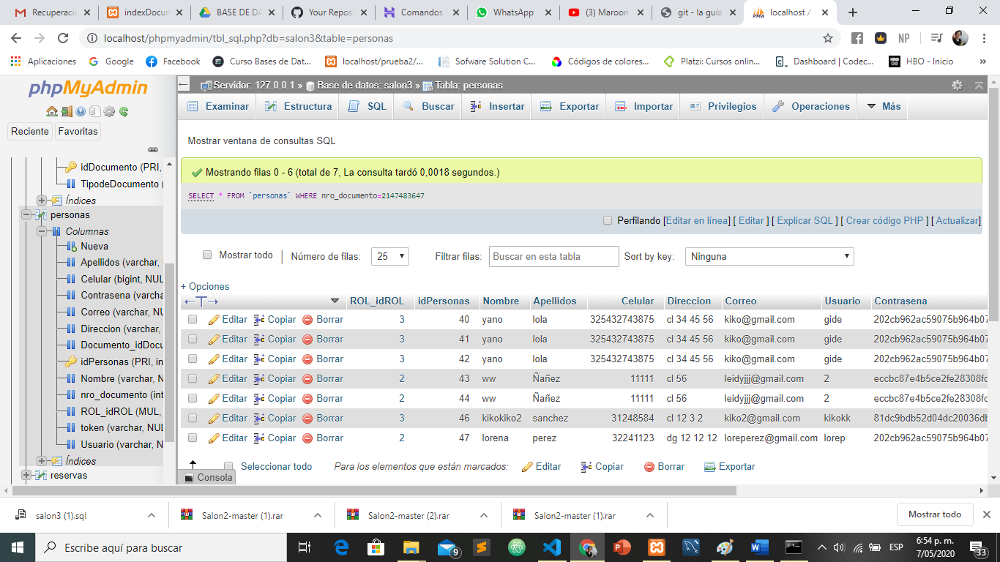 Recuperaci
indexDocum
BASE DE DA
Your Repos
Comandos
WhatsApp
(3) Maroon
git - la guía
localhost /
localhost/phpmyadmin/tbl_sql.php?db=salon3&table=personas
NP
Aplicaciones
Google
Facebook
Curso Bases de Dat...
localhost/prueba2/...
Sofware Solution C...
Códigos de colores...
Platzi: Cursos onlin...
Dashboard | Codec...
HBO - Inicio
»
phpMyAdmin
Reciente
Favoritas
idDocumento (PRI,
TipodeDocumento (
Índices
personas
Columnas
Nueva
Apellidos (varchar,
Celular (bigint, NUL
Contrasena (varcha
Correo (varchar, NU
Direccion (varchar,
Documento_idDocu
idPersonas (PRI, in
Nombre (varchar, N
nro_documento (int
ROL_idROL (MUL,
token (varchar, NUL
Usuario (varchar, N
Índices
reservas
Servidor: 127.0.0.1 » Base de datos: salon3 » Tabla: personas
Examinar
Estructura
SQL
Buscar
Insertar
Exportar
Importar
Privilegios
Operaciones
Más
Mostrar ventana de consultas SQL
Mostrando filas 0 - 6 (total de 7, La consulta tardó 0,0018 segundos.)
SELECT * FROM `personas` WHERE nro_documento=2147483647
Perfilando [Editar en línea] [ Editar ] [ Explicar SQL ] [ Crear código PHP ] [ Actualizar]
Mostrar todo | Número de filas: 25 Filtrar filas: Buscar en esta tabla Sort by key: Ninguna
+ Opciones
←T→ ROL_idROL idPersonas Nombre Apellidos Celular Direccion Correo Usuario Contrasena
Editar Copiar Borrar 3 40 yano lola 325432743875 cl 34 45 56 kiko@gmail.com gide 202cb962ac59075b964b07
Editar Copiar Borrar 3 41 yano lola 325432743875 cl 34 45 56 kiko@gmail.com gide 202cb962ac59075b964b07
Editar Copiar Borrar 3 42 yano lola 325432743875 cl 34 45 56 kiko@gmail.com gide 202cb962ac59075b964b07
Editar Copiar Borrar 2 43 ww Ñañez 11111 cl 56 leidyjjj@gmail.com 2 eccbc87e4b5ce2fe28308fd
Editar Copiar Borrar 2 44 ww Ñañez 11111 cl 56 leidyjjj@gmail.com 2 eccbc87e4b5ce2fe28308fd
Editar Copiar Borrar 3 46 kikokiko2 sanchez 31248584 cl 12 3 2 kiko2@gmail.com kikokk 81dc9bdb52d04dc20036db
Editar Copiar Borrar 2 47 lorena perez 32241123 dg 12 12 12 loreperez@gmail.com lorep 202cb962ac59075b964b07
Seleccionar todo Para los elementos que están marcados: Editar Copiar Borrar Exportar
Consola
salon3 (1).sql
Salon2-master (1).rar
Salon2-master (2).rar
Salon2-master (1).rar
Mostrar todo
Escribe aquí para buscar
9
ESP
6:54 p. m.
7/05/2020
33